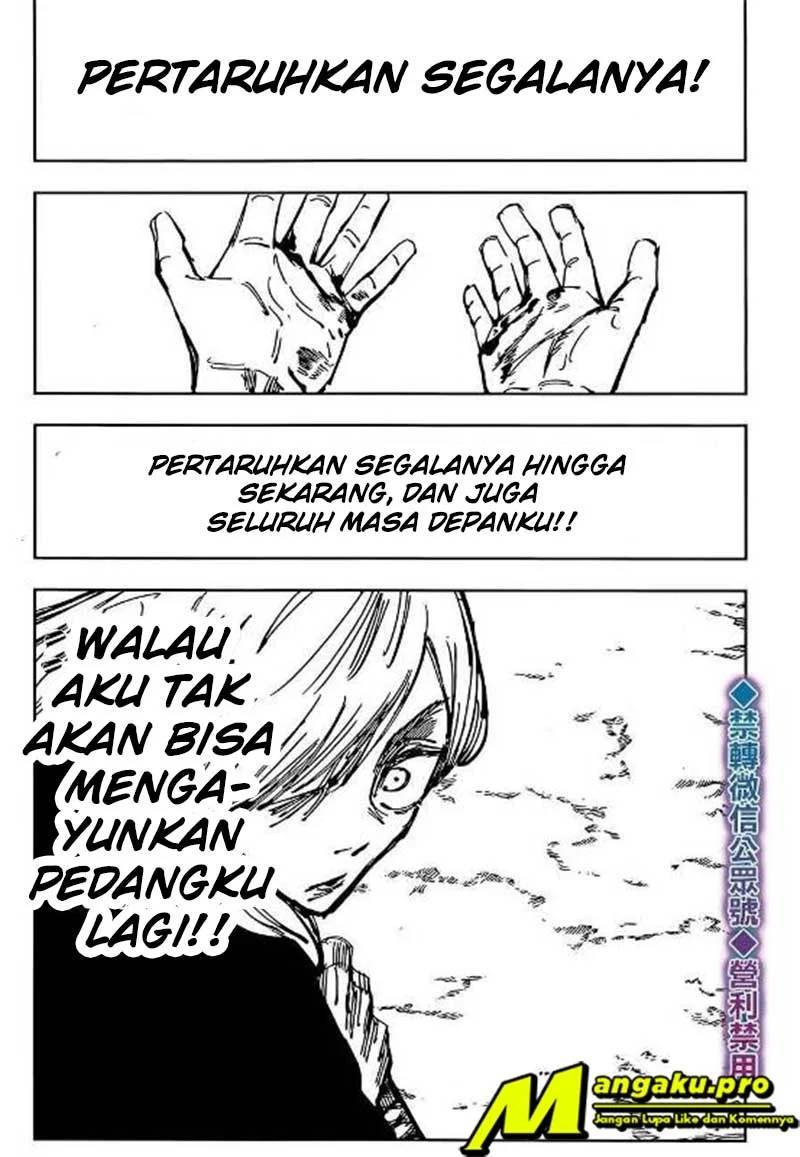 PERTARUHKAN SEGALANYA!
PERTARUHKAN SEGALANYA HINGGA
SEKARANG, DAN JUGA
SELURUH MASA DEPANKU!!
WALAU
AKU TAK
AKAN BISA
MENGA-
YUNKAN
PEDANGKU
LAGI!!
...
◆禁轉微信公眾號◆營利禁用
Mangaku.pro
Jangan Lupa Like dan Komennya